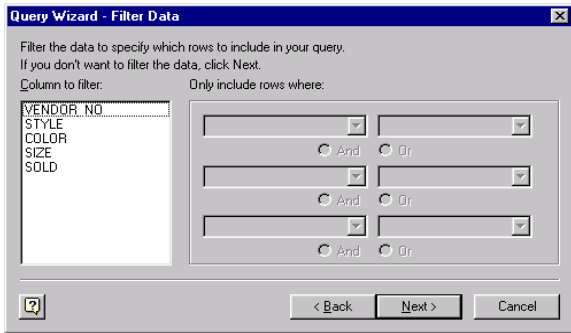 Query Wizard - Filter Data
Filter the data to specify which rows to include in your query.
If you don't want to filter the data, click Next.
Column to filter:
Only include rows where:
VENDOR_NO
STYLE
COLOR
SIZE
SOLD
And Or
And Or
And Or
? < Back Next > Cancel